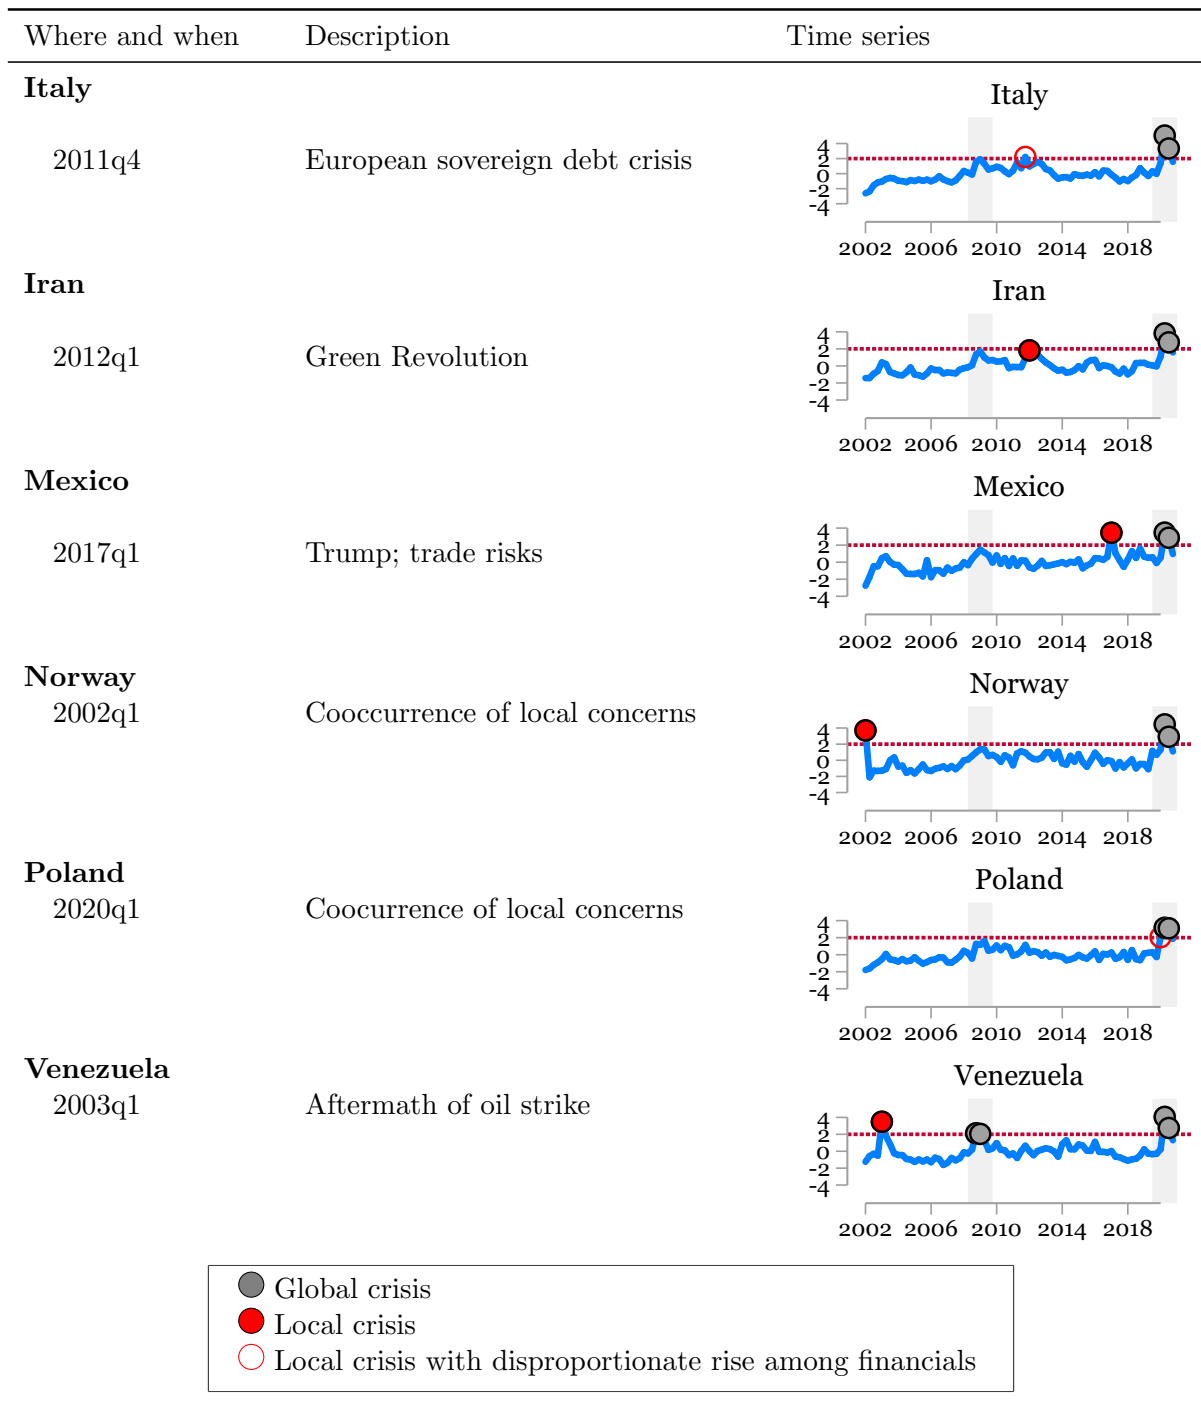 Where and when Description Time series
Italy
Italy
2011q4 European sovereign debt crisis
4
2
0
-2
-4
2002 2006 2010 2014 2018
Iran
Iran
2012q1 Green Revolution
4
2
0
-2
-4
2002 2006 2010 2014 2018
Mexico
Mexico
2017q1 Trump; trade risks
4
2
0
-2
-4
2002 2006 2010 2014 2018
Norway
Norway
2002q1 Cooccurrence of local concerns
4
2
0
-2
-4
2002 2006 2010 2014 2018
Poland
Poland
2020q1 Coocurrence of local concerns
4
2
0
-2
-4
2002 2006 2010 2014 2018
Venezuela
Venezuela
2003q1 Aftermath of oil strike
4
2
0
-2
-4
2002 2006 2010 2014 2018
Global crisis
Local crisis
Local crisis with disproportionate rise among financials